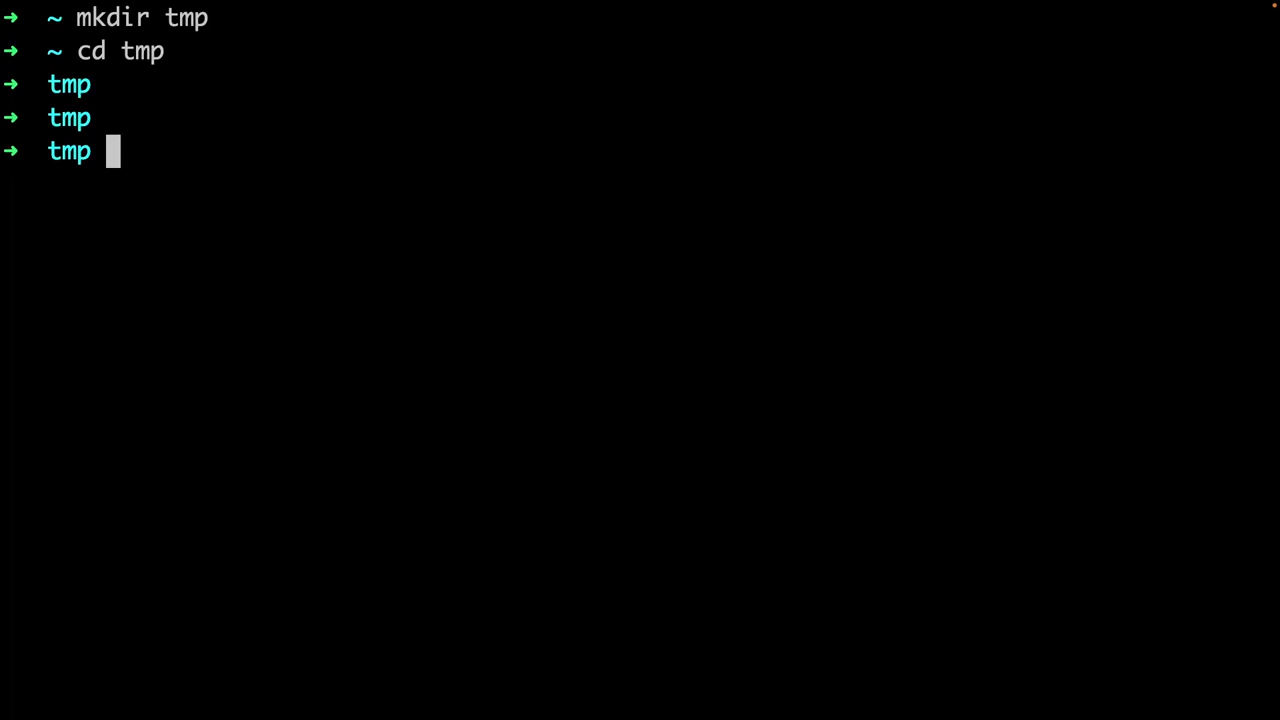 ➜ ~ mkdir tmp
➜ ~ cd tmp
➜ tmp
➜ tmp
➜ tmp